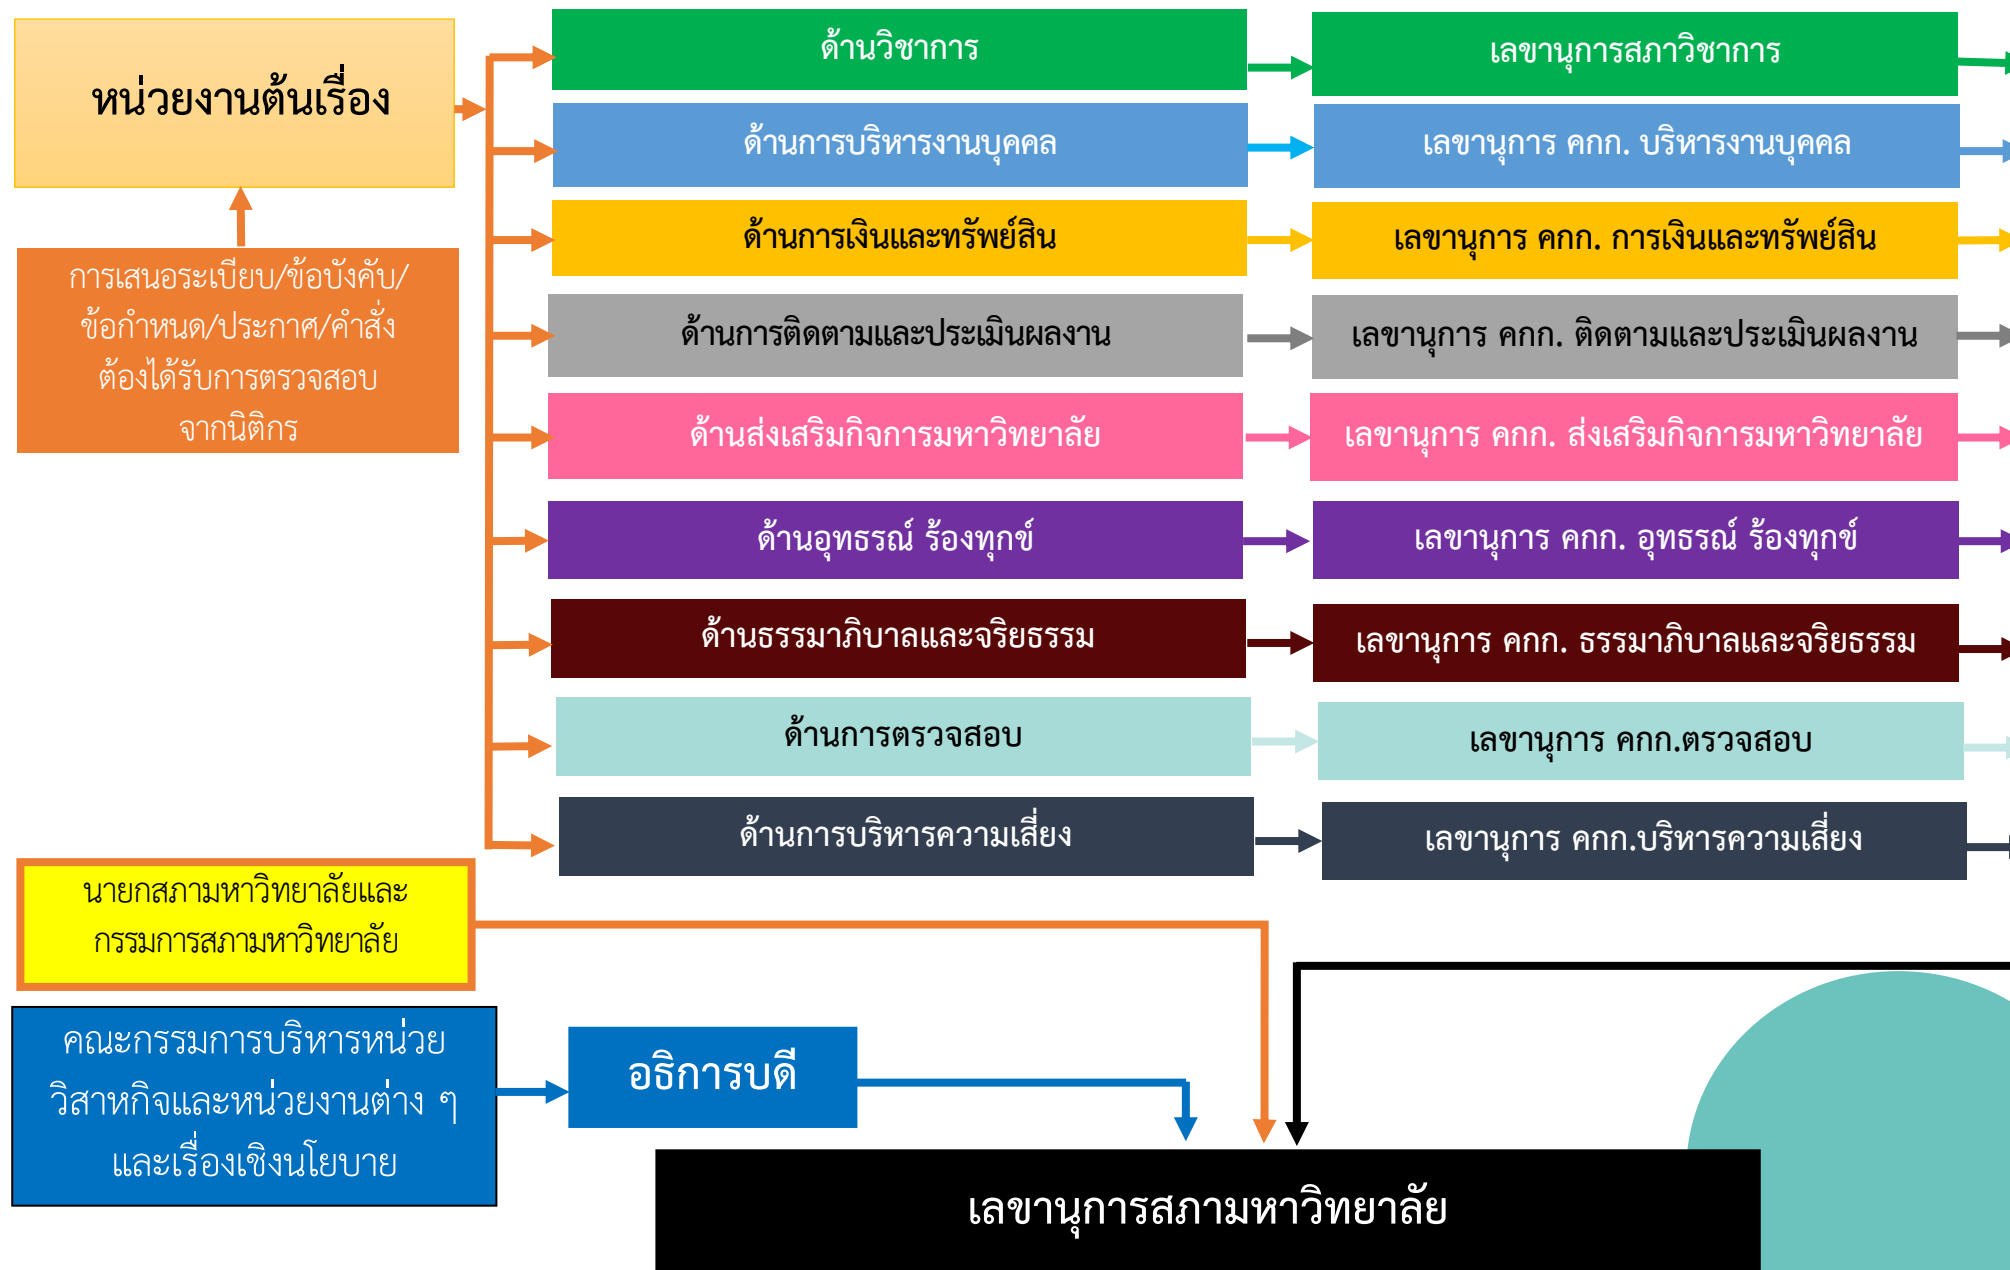 หน่วยงานต้นเรื่อง
การเสนอระเบียบ/ข้อบังคับ/
ข้อกำหนด/ประกาศ/คำสั่ง
ต้องได้รับการตรวจสอบ
จากนิติกร
ด้านวิชาการ
เลขานุการสภาวิชาการ
ด้านการบริหารงานบุคคล
เลขานุการ คกก. บริหารงานบุคคล
ด้านการเงินและทรัพย์สิน
เลขานุการ คกก. การเงินและทรัพย์สิน
ด้านการติดตามและประเมินผลงาน
เลขานุการ คกก. ติดตามและประเมินผลงาน
ด้านส่งเสริมกิจการมหาวิทยาลัย
เลขานุการ คกก. ส่งเสริมกิจการมหาวิทยาลัย
ด้านอุทธรณ์ ร้องทุกข์
เลขานุการ คกก. อุทธรณ์ ร้องทุกข์
ด้านธรรมาภิบาลและจริยธรรม
เลขานุการ คกก. ธรรมาภิบาลและจริยธรรม
ด้านการตรวจสอบ
เลขานุการ คกก.ตรวจสอบ
ด้านการบริหารความเสี่ยง
เลขานุการ คกก.บริหารความเสี่ยง
นายกสภามหาวิทยาลัยและ
กรรมการสภามหาวิทยาลัย
คณะกรรมการบริหารหน่วย
วิสาหกิจและหน่วยงานต่าง ๆ
และเรื่องเชิงนโยบาย
อธิการบดี
เลขานุการสภามหาวิทยาลัย